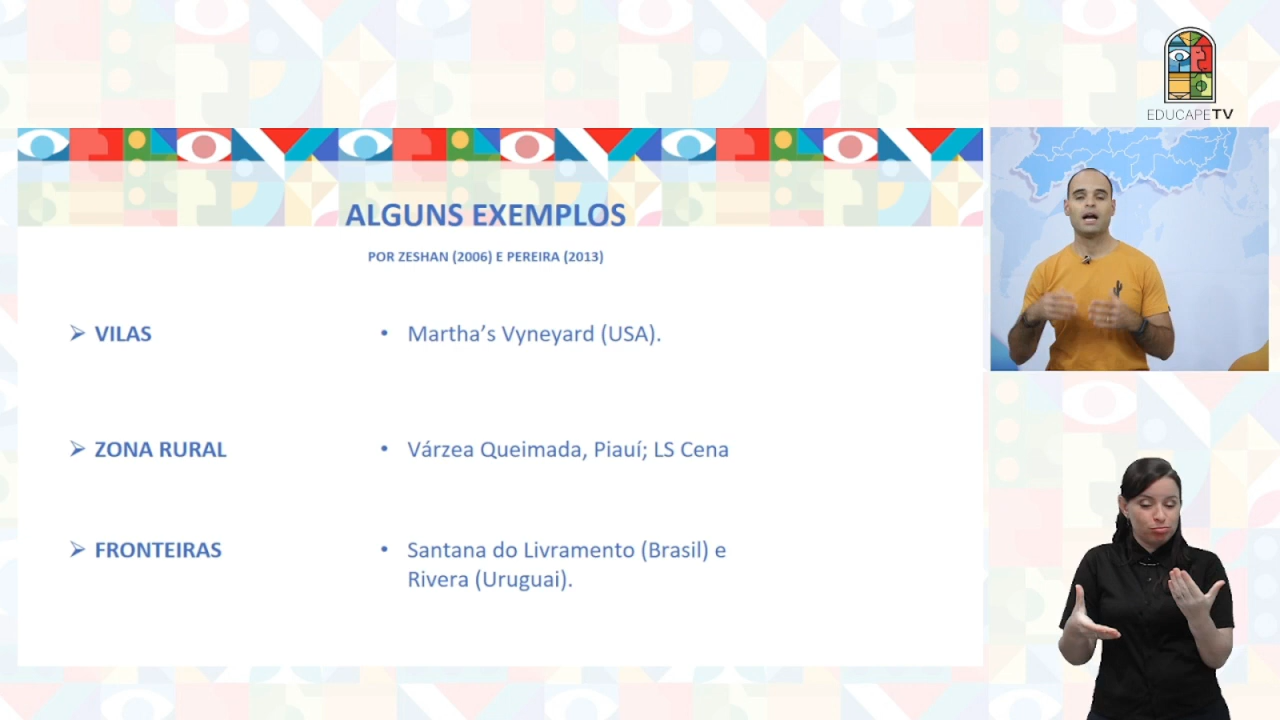 EDUCAPETV
ALGUNS EXEMPLOS
POR ZESHAN (2006) E PEREIRA (2013)
➢ VILAS
• Martha’s Vyneyard (USA).
➢ ZONA RURAL
• Várzea Queimada, Piauí; LS Cena
➢ FRONTEIRAS
• Santana do Livramento (Brasil) e
Rivera (Uruguai).